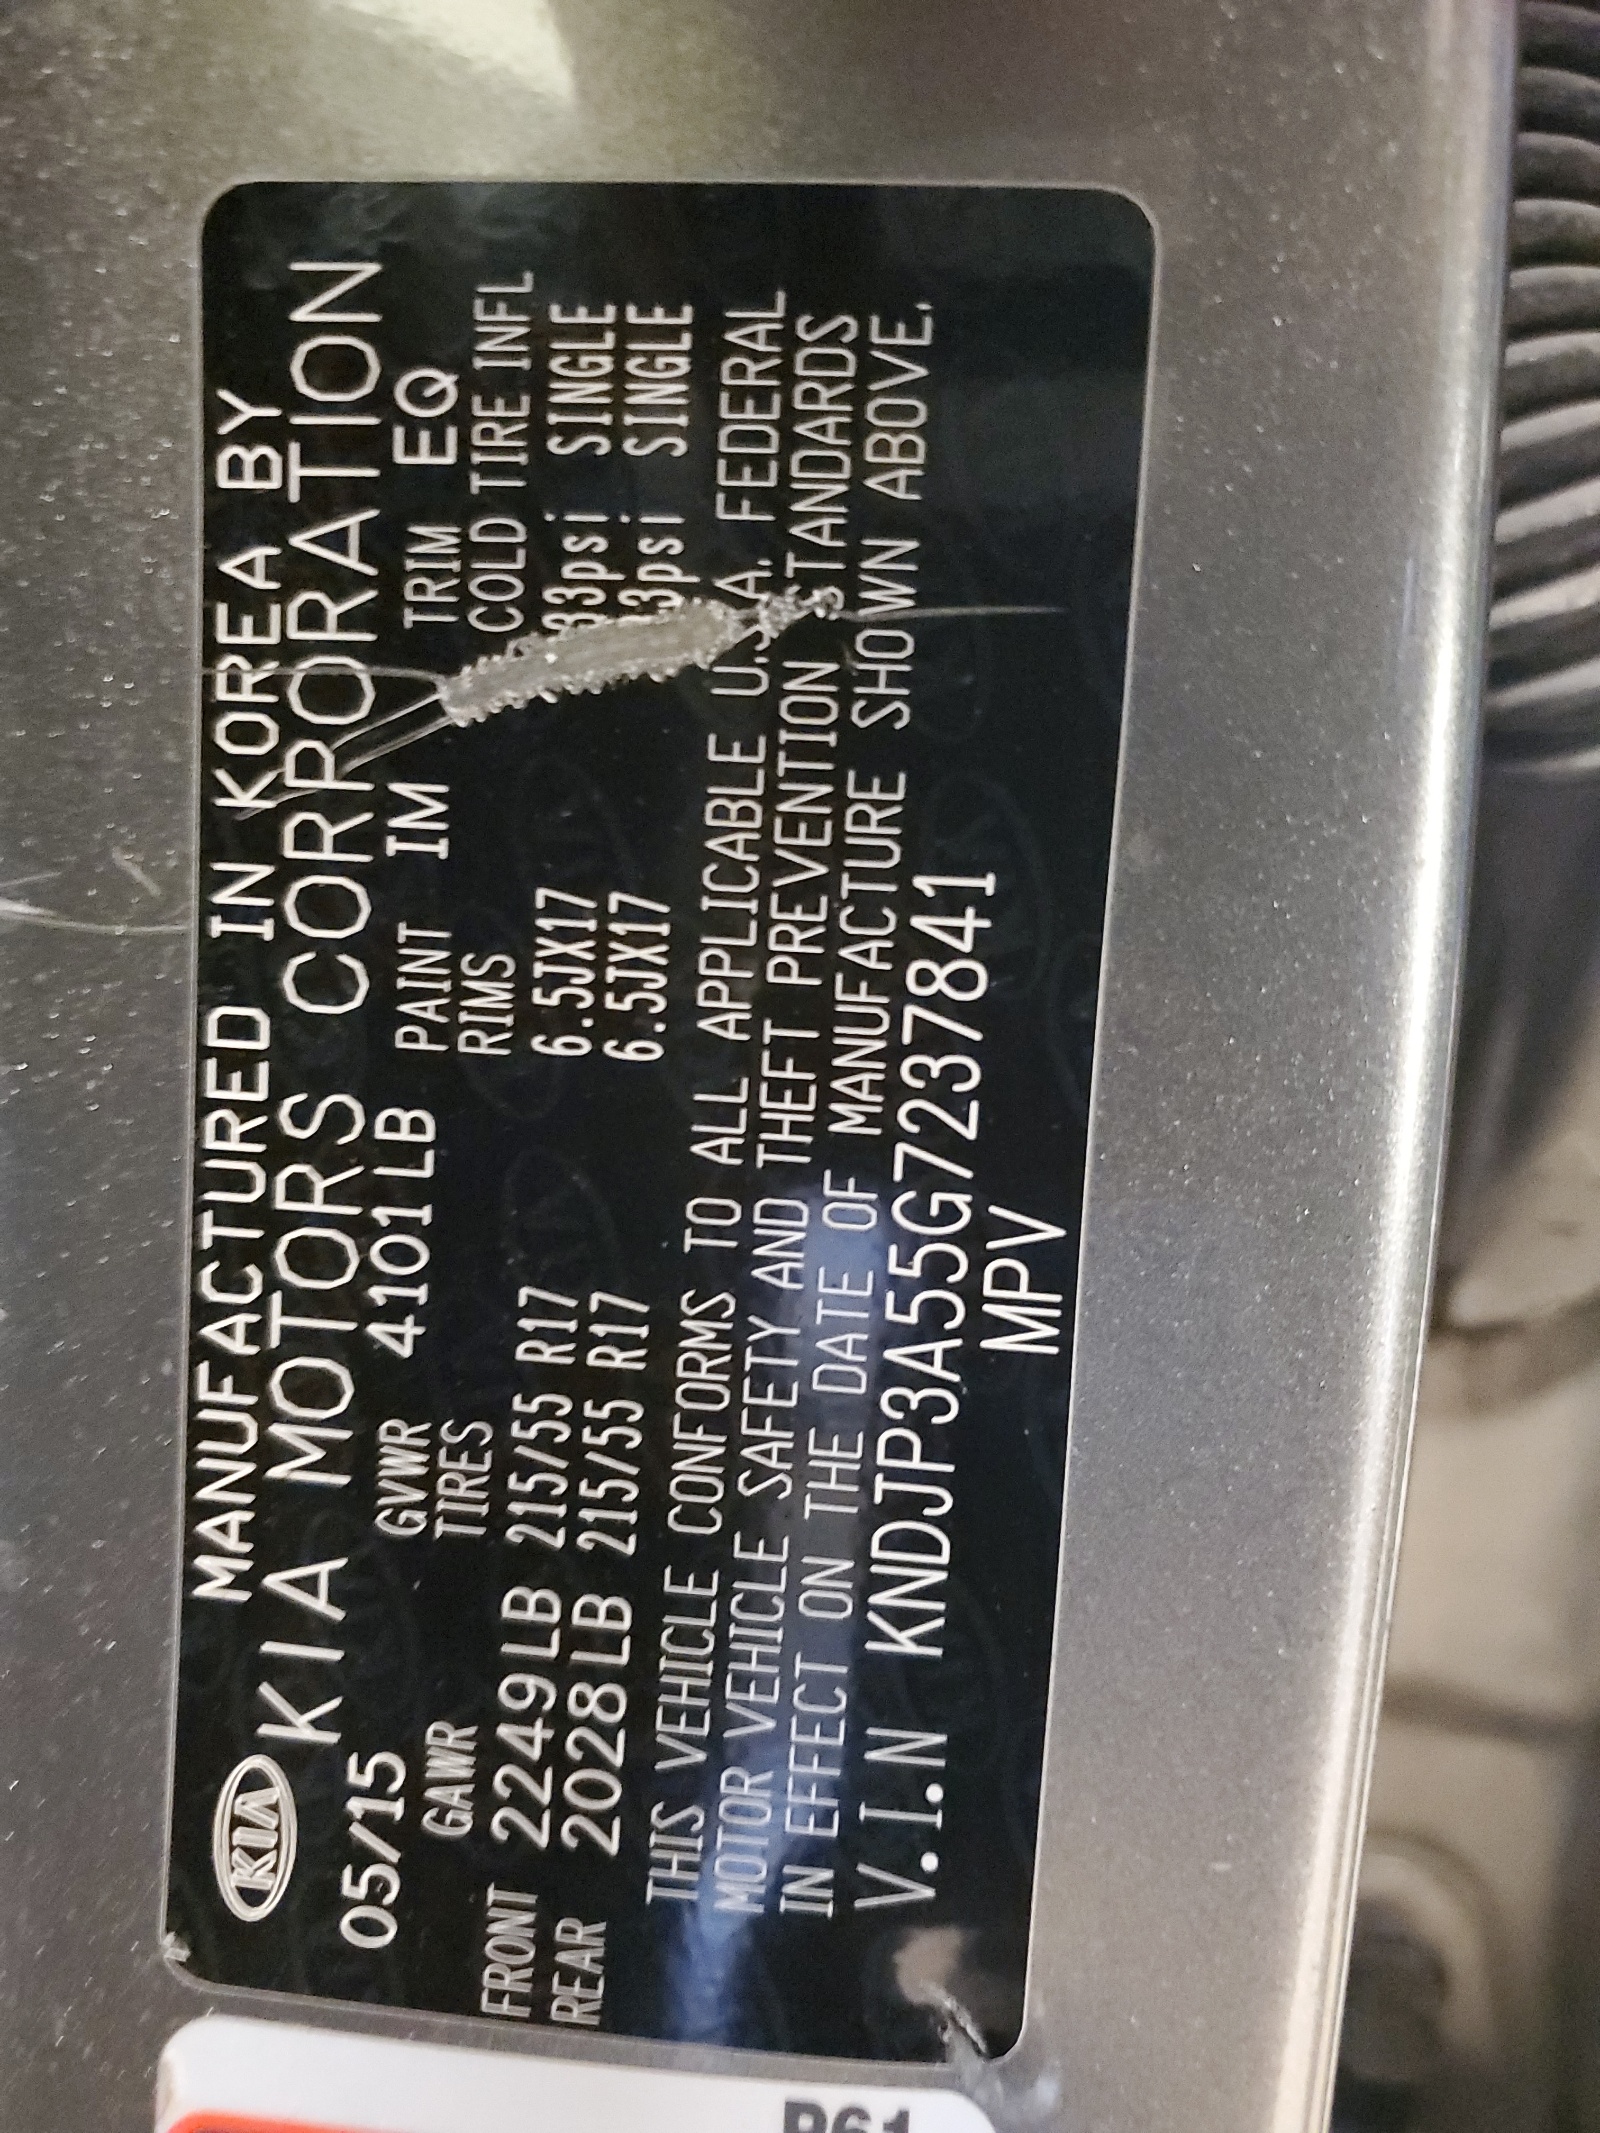 KIA MANUFACTURED IN KOREA BY
KIA MOTORS CORPORATION
05/15 GVWR 4101LB PAINT IM TRIM EQ
GAWR TIRES RIMS COLD TIRE INFL
FRONT 2249LB 215/55 R17 6.5JX17 33psi SINGLE
REAR 2028LB 215/55 R17 6.5JX17 3psi SINGLE
THIS VEHICLE CONFORMS TO ALL APPLICABLE U.S.A. FEDERAL
MOTOR VEHICLE SAFETY AND THEFT PREVENTION STANDARDS
IN EFFECT ON THE DATE OF MANUFACTURE SHOWN ABOVE.
V.I.N KNDJP3A55G7237841
MPV